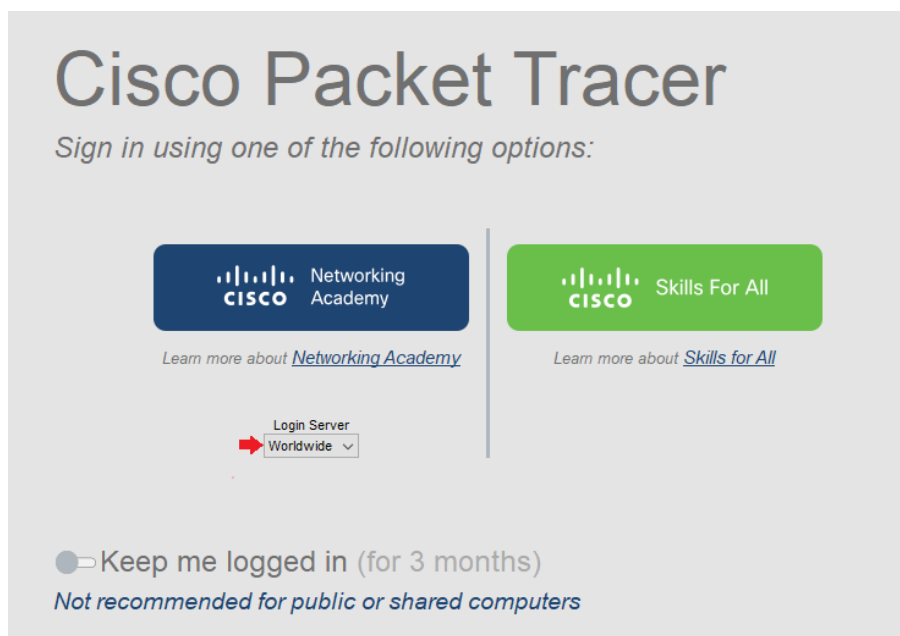 Cisco Packet Tracer
Sign in using one of the following options:
CISCO
Networking
Academy
CISCO
Skills For All
Learn more about Networking Academy
Learn more about Skills for All
Login Server
Worldwide
Keep me logged in (for 3 months)
Not recommended for public or shared computers